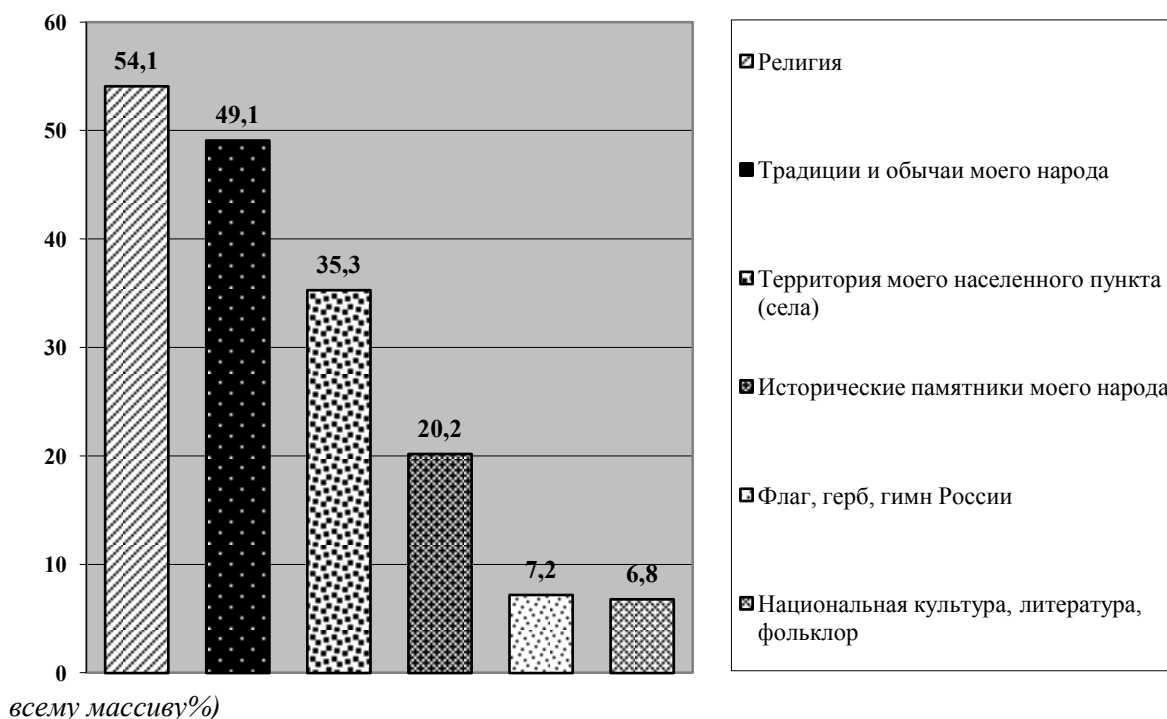 60
50
40
30
20
10
0
54,1
49,1
35,3
20,2
7,2
6,8
Религия
Традиции и обычаи моего народа
Территория моего населенного пункта
(села)
Исторические памятники моего народа
Флаг, герб, гимн России
Национальная культура, литература,
фольклор
всему массиву%)